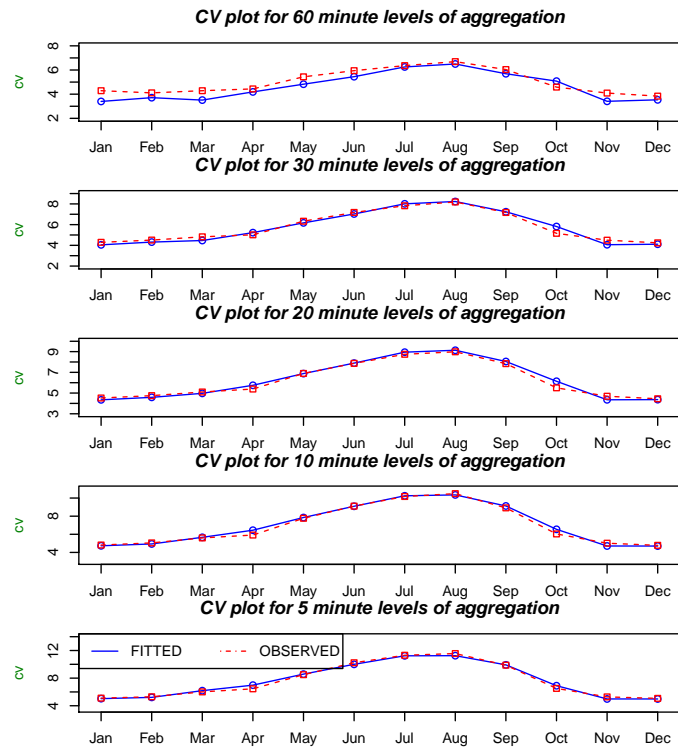 CV plot for 60 minute levels of aggregation
8
6
4
2
cv
Jan Feb Mar Apr May Jun Jul Aug Sep Oct Nov Dec
CV plot for 30 minute levels of aggregation
8
6
4
2
cv
Jan Feb Mar Apr May Jun Jul Aug Sep Oct Nov Dec
CV plot for 20 minute levels of aggregation
9
7
5
3
cv
Jan Feb Mar Apr May Jun Jul Aug Sep Oct Nov Dec
CV plot for 10 minute levels of aggregation
8
4
cv
Jan Feb Mar Apr May Jun Jul Aug Sep Oct Nov Dec
CV plot for 5 minute levels of aggregation
12
8
4
cv
FITTED OBSERVED
Jan Feb Mar Apr May Jun Jul Aug Sep Oct Nov Dec